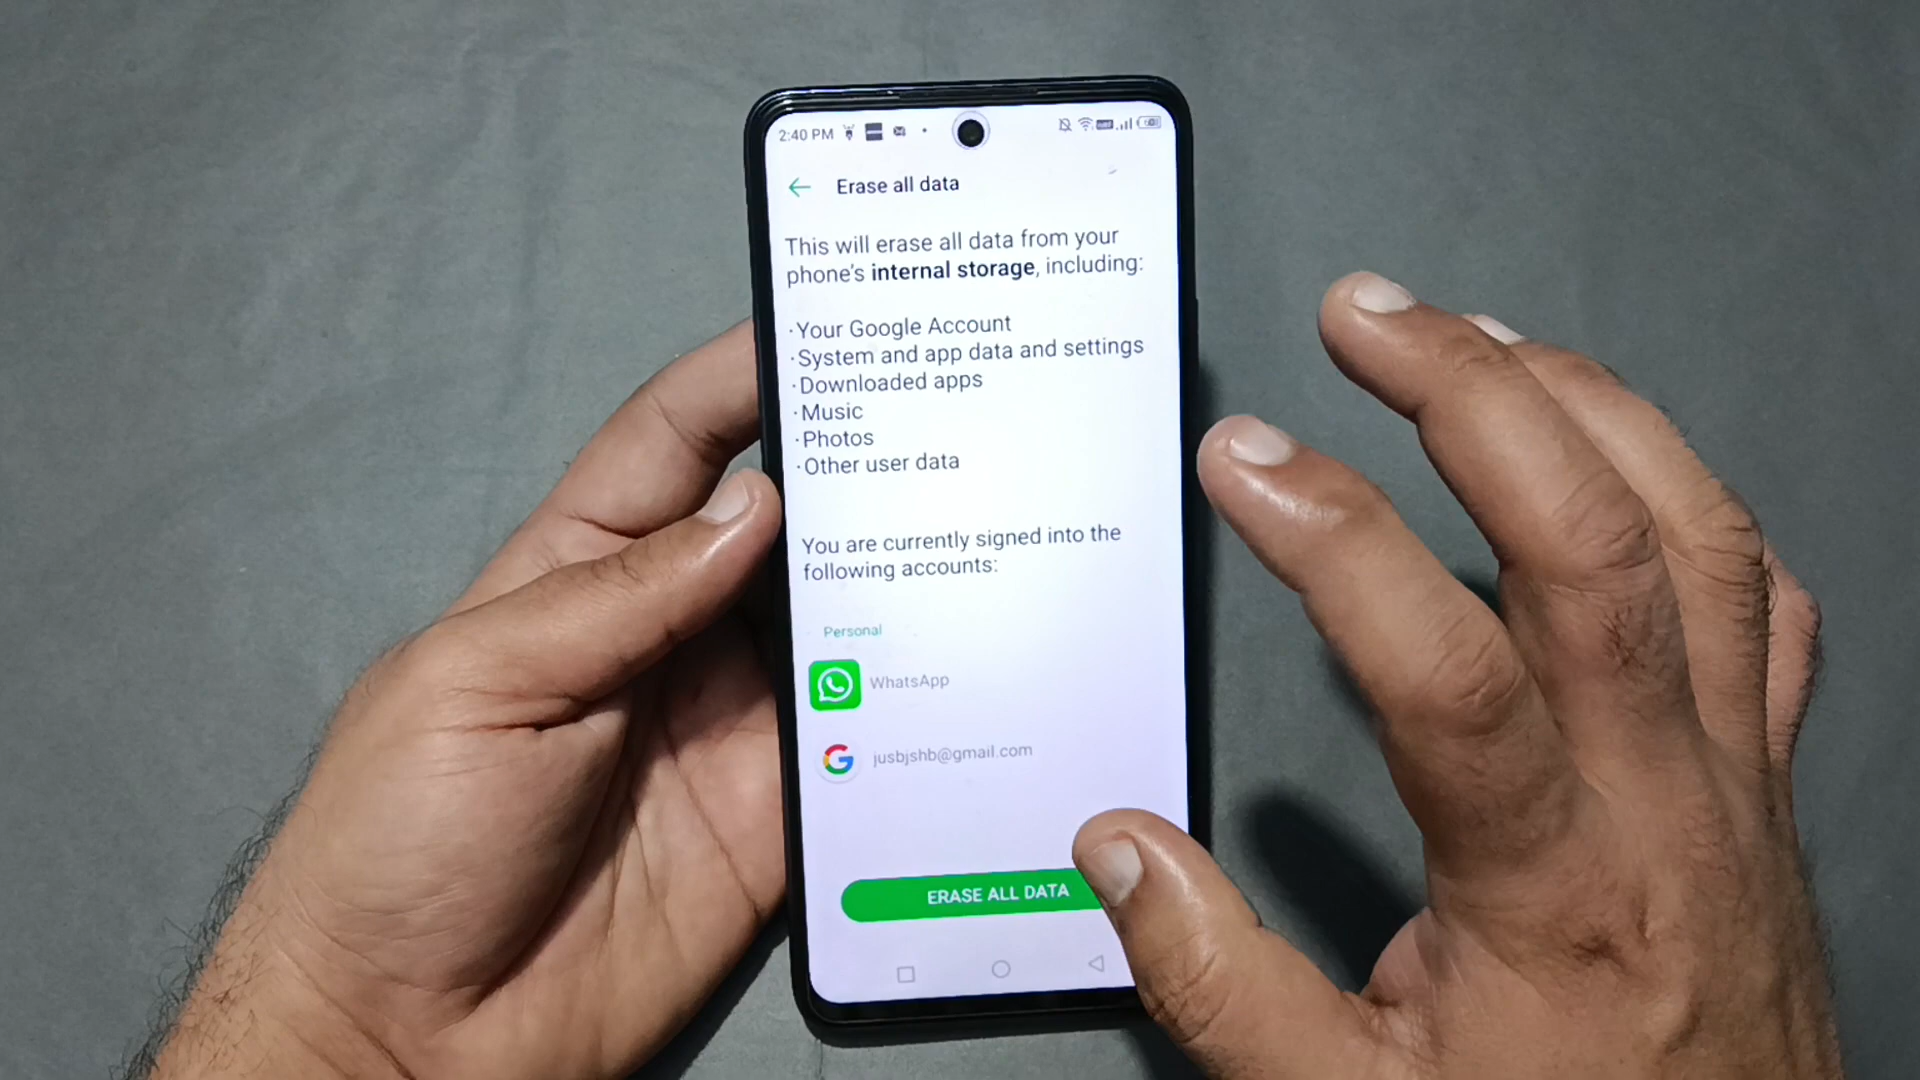 2:40 PM
Erase all data
This will erase all data from your
phone's internal storage, including:
·Your Google Account
·System and app data and settings
·Downloaded apps
·Music
·Photos
·Other user data
You are currently signed into the
following accounts:
Personal
WhatsApp
jusbjshb@gmail.com
ERASE ALL DATA